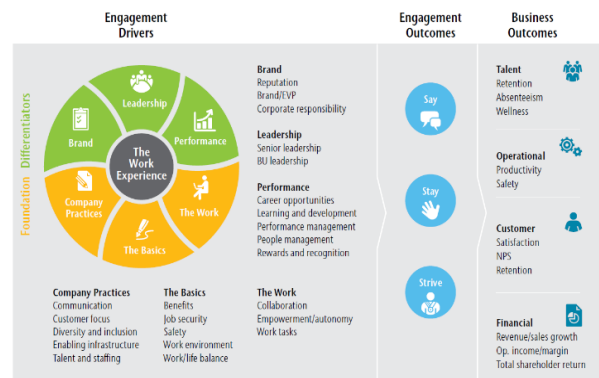 Engagement
Drivers
Engagement
Outcomes
Business
Outcomes
Foundation Differentiators
Leadership
Brand
Performance
The
Work
Experience
Company
Practices
The Work
The Basics
Brand
Reputation
Brand/EVP
Corporate responsibility
Leadership
Senior leadership
BU leadership
Performance
Career opportunities
Learning and development
Performance management
People management
Rewards and recognition
Company Practices
Communication
Customer focus
Diversity and inclusion
Enabling infrastructure
Talent and staffing
The Basics
Benefits
Job security
Safety
Work environment
Work/life balance
The Work
Collaboration
Empowerment/autonomy
Work tasks
Say
Stay
Strive
Talent
Retention
Absenteeism
Wellness
Operational
Productivity
Safety
Customer
Satisfaction
NPS
Retention
Financial
Revenue/sales growth
Op. income/margin
Total shareholder return